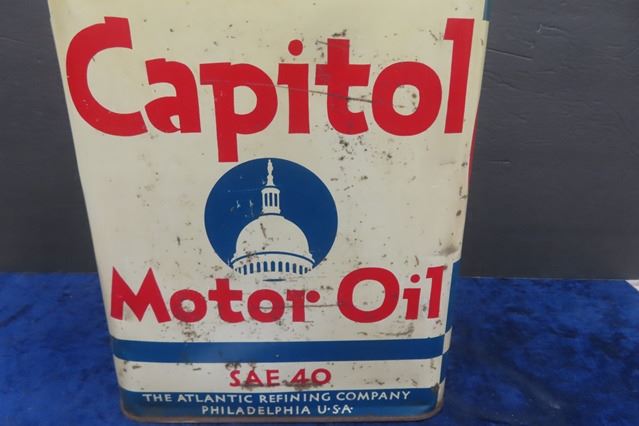 Capitol
Motor Oil
SAE 40
THE ATLANTIC REFINING COMPANY
PHILADELPHIA U·S·A·